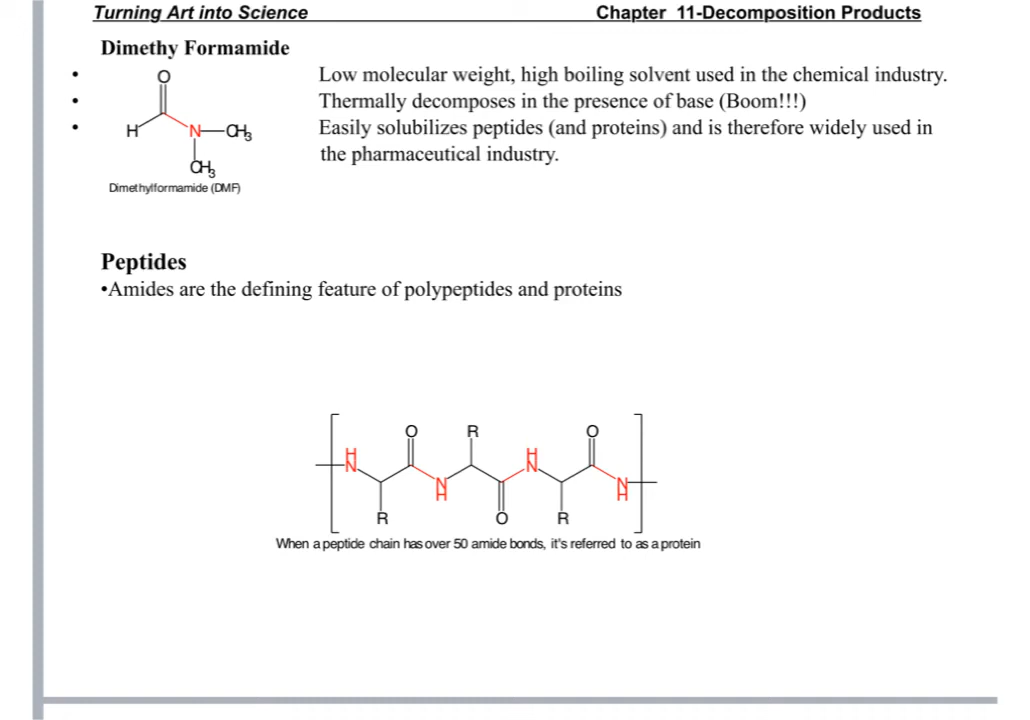 Turning Art into Science Chapter 11-Decomposition Products
Dimethy Formamide
• Low molecular weight, high boiling solvent used in the chemical industry.
• Thermally decomposes in the presence of base (Boom!!!)
• Easily solubilizes peptides (and proteins) and is therefore widely used in
the pharmaceutical industry.
O
H N CH3
CH3
Dimethylformamide (DMF)
Peptides
•Amides are the defining feature of polypeptides and proteins
O R O
H H
N N
N N
H H
R O R
When a peptide chain has over 50 amide bonds, it's referred to as a protein